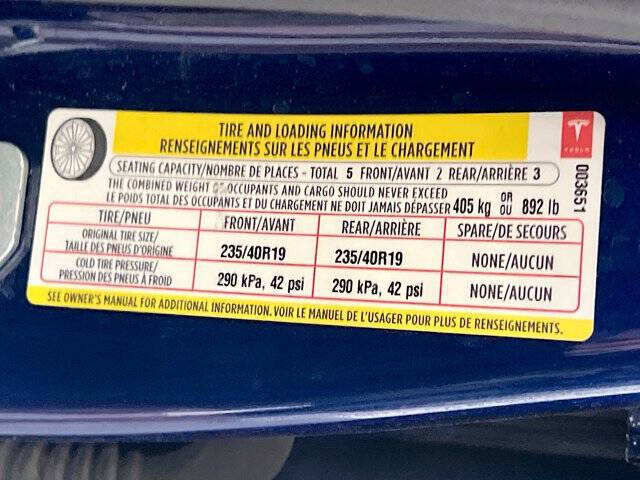 TIRE AND LOADING INFORMATION
RENSEIGNEMENTS SUR LES PNEUS ET LE CHARGEMENT
TESLA
SEATING CAPACITY/NOMBRE DE PLACES - TOTAL 5 FRONT/AVANT 2 REAR/ARRIÈRE 3
THE COMBINED WEIGHT OF OCCUPANTS AND CARGO SHOULD NEVER EXCEED
LE POIDS TOTAL DES OCCUPANTS ET DU CHARGEMENT NE DOIT JAMAIS DÉPASSER 405 kg OR OU 892 lb
003651
TIRE/PNEU FRONT/AVANT REAR/ARRIÈRE SPARE/DE SECOURS
ORIGINAL TIRE SIZE/
TAILLE DES PNEUS D'ORIGINE 235/40R19 235/40R19 NONE/AUCUN
COLD TIRE PRESSURE/
PRESSION DES PNEUS À FROID 290 kPa, 42 psi 290 kPa, 42 psi NONE/AUCUN
SEE OWNER'S MANUAL FOR ADDITIONAL INFORMATION. VOIR LE MANUEL DE L'USAGER POUR PLUS DE RENSEIGNEMENTS.